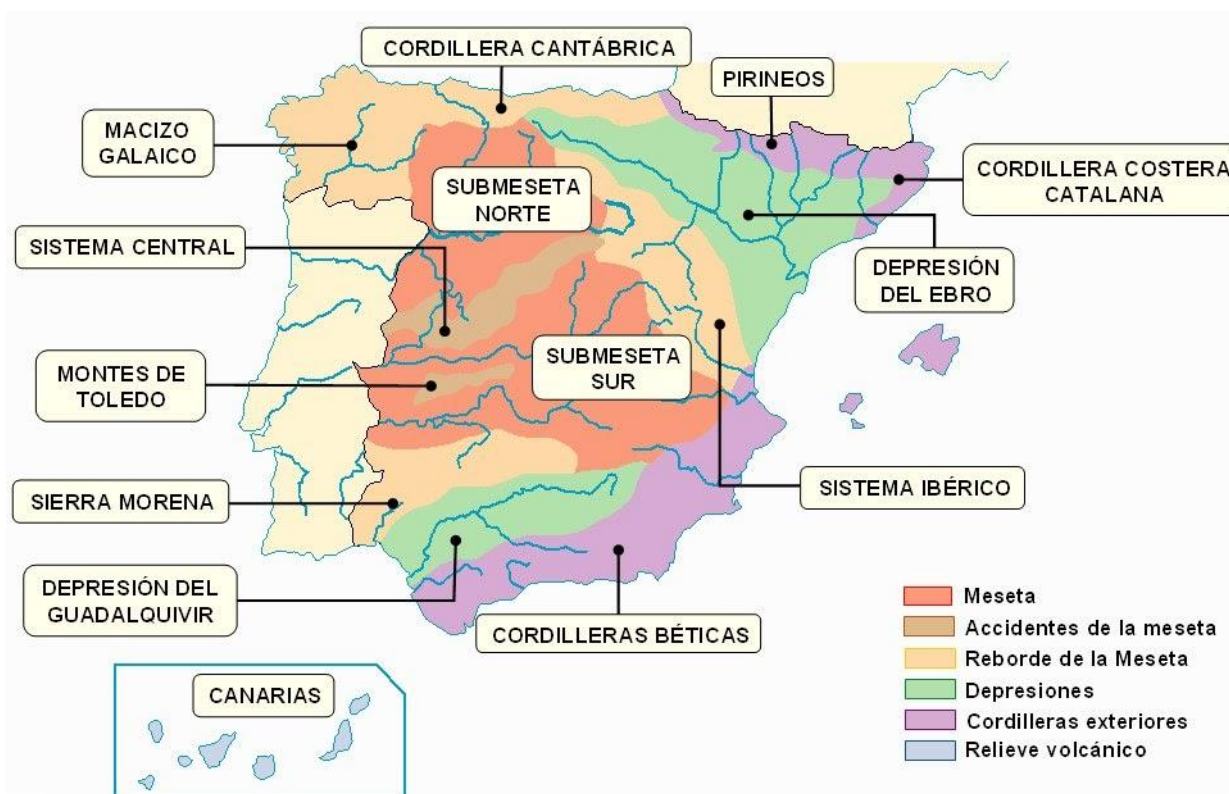 CORDILLERA CANTÁBRICA
PIRINEOS
MACIZO
GALAICO
CORDILLERA COSTERA
CATALANA
SUBMESETA
NORTE
SISTEMA CENTRAL
DEPRESIÓN
DEL EBRO
SUBMESETA
SUR
MONTES DE
TOLEDO
SIERRA MORENA
SISTEMA IBÉRICO
DEPRESIÓN DEL
GUADALQUIVIR
CORDILLERAS BÉTICAS
CANARIAS
Meseta
Accidentes de la meseta
Reborde de la Meseta
Depresiones
Cordilleras exteriores
Relieve volcánico